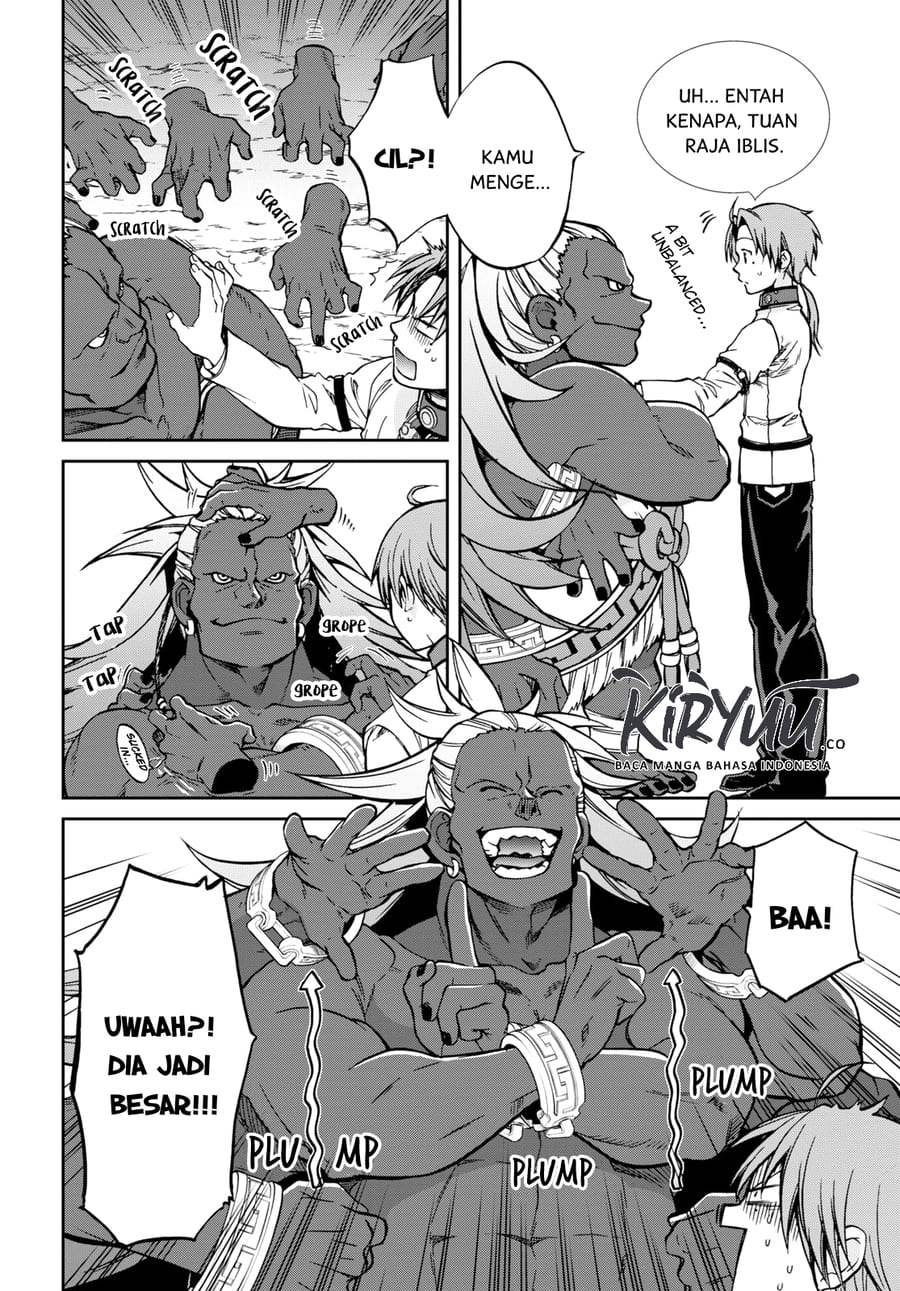 UH... ENTAH
KENAPA, TUAN
RAJA IBLIS.
A BIT
UNBALANCED...
KAMU
MENGE...
CIL?!
SCRATCH
SCRATCH
SCRATCH
SCRATCH
SCRATCH
TAP
TAP
GROPE
GROPE
SUCKED
IN...
KIRYUU.CO
BACA MANGA BAHASA INDONESIA
BAA!
UWAAH?!
DIA JADI
BESAR!!!
PLUMP
PLUMP
PLUMP